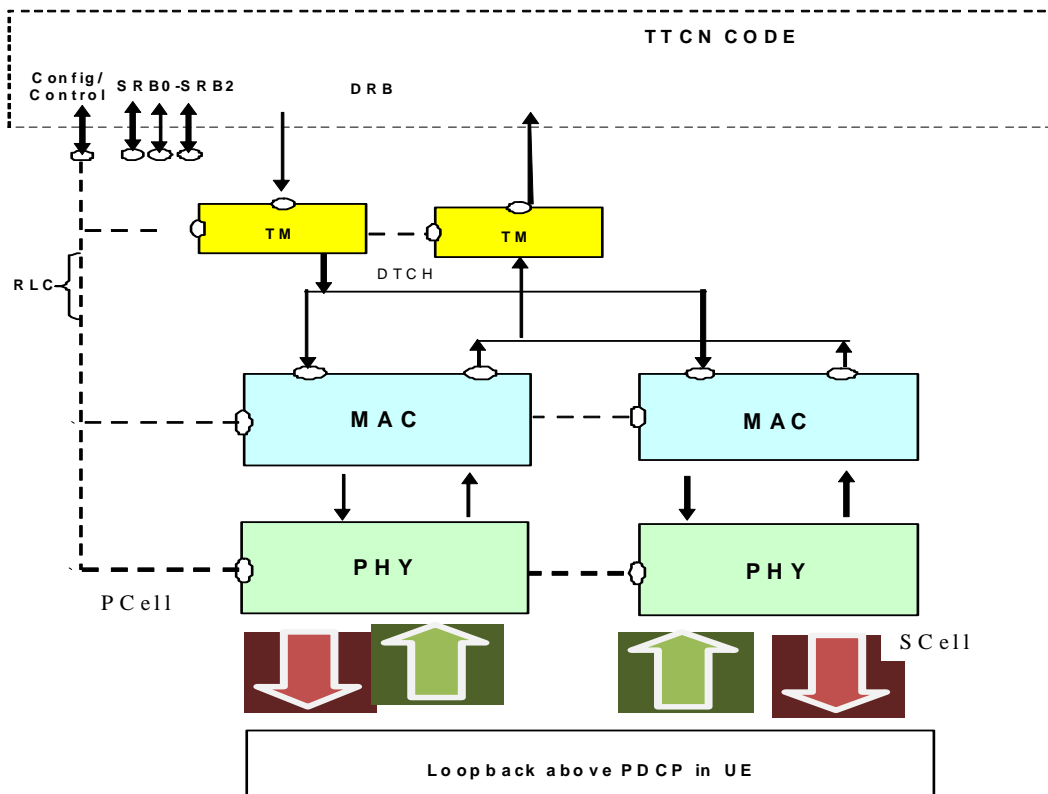 TTCN CODE
Config/
Control
SRB0-SRB2
DRB
TM
TM
DTCH
RLC
MAC
MAC
PHY
PHY
PCell
SCell
Loopback above PDCP in UE